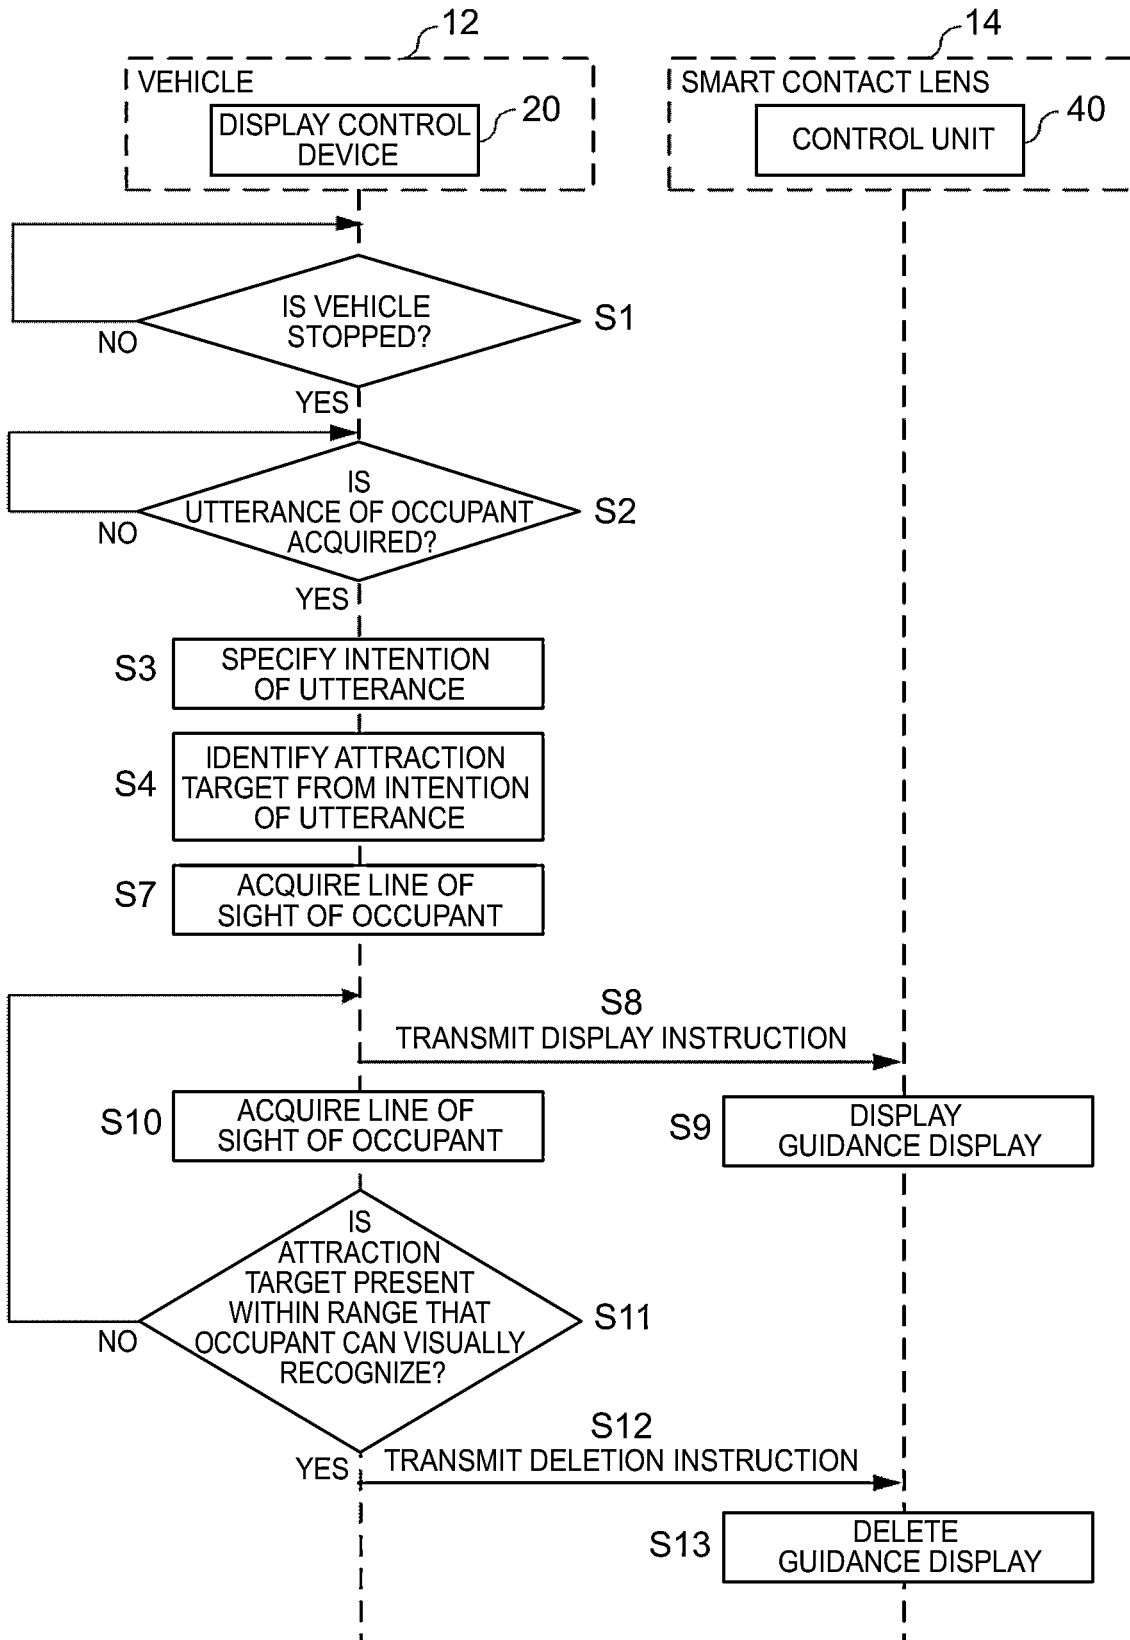 12
14
VEHICLE
SMART CONTACT LENS
DISPLAY CONTROL
DEVICE
20
CONTROL UNIT
40
IS VEHICLE
STOPPED?
S1
NO
YES
IS
UTTERANCE OF OCCUPANT
ACQUIRED?
S2
NO
YES
S3
SPECIFY INTENTION
OF UTTERANCE
S4
IDENTIFY ATTRACTION
TARGET FROM INTENTION
OF UTTERANCE
S7
ACQUIRE LINE OF
SIGHT OF OCCUPANT
S8
TRANSMIT DISPLAY INSTRUCTION
S10
ACQUIRE LINE OF
SIGHT OF OCCUPANT
S9
DISPLAY
GUIDANCE DISPLAY
IS
ATTRACTION
TARGET PRESENT
WITHIN RANGE THAT
OCCUPANT CAN VISUALLY
RECOGNIZE?
S11
NO
YES
S12
TRANSMIT DELETION INSTRUCTION
S13
DELETE
GUIDANCE DISPLAY